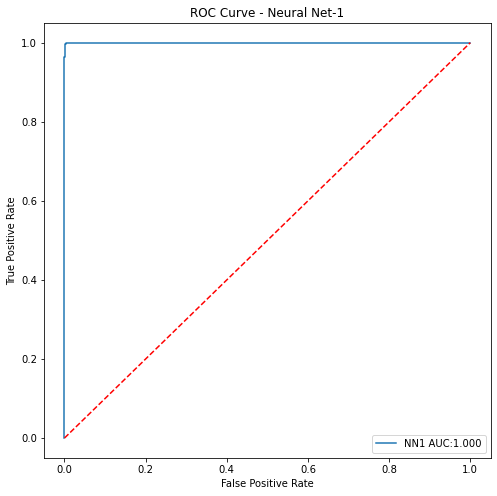 ROC Curve - Neural Net-1
True Positive Rate
1.0
0.8
0.6
0.4
0.2
0.0
0.0 0.2 0.4 0.6 0.8 1.0
False Positive Rate
NN1 AUC:1.000